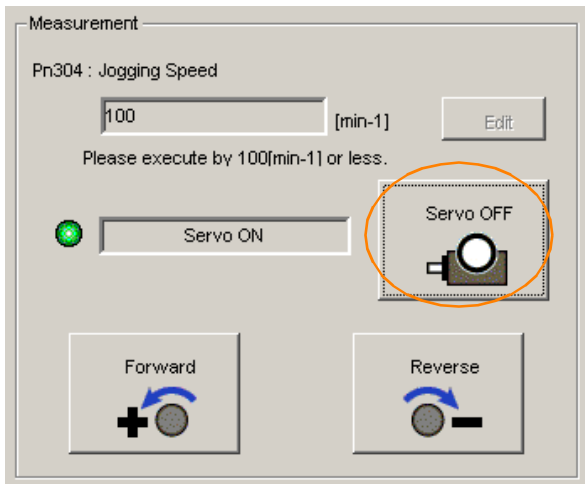 Measurement
Pn304 : Jogging Speed
100 [min-1] Edit
Please execute by 100[min-1] or less.
Servo ON
Servo OFF
Forward
Reverse